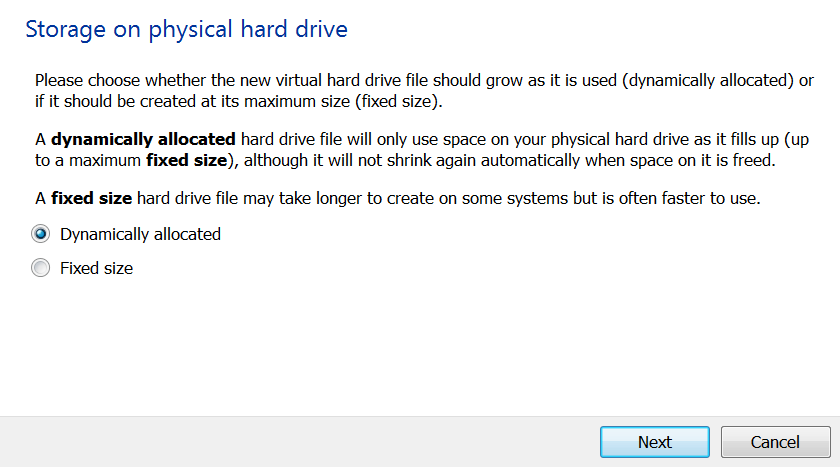 Storage on physical hard drive
Please choose whether the new virtual hard drive file should grow as it is used (dynamically allocated) or
if it should be created at its maximum size (fixed size).
A dynamically allocated hard drive file will only use space on your physical hard drive as it fills up (up
to a maximum fixed size), although it will not shrink again automatically when space on it is freed.
A fixed size hard drive file may take longer to create on some systems but is often faster to use.
Dynamically allocated
Fixed size
Next
Cancel